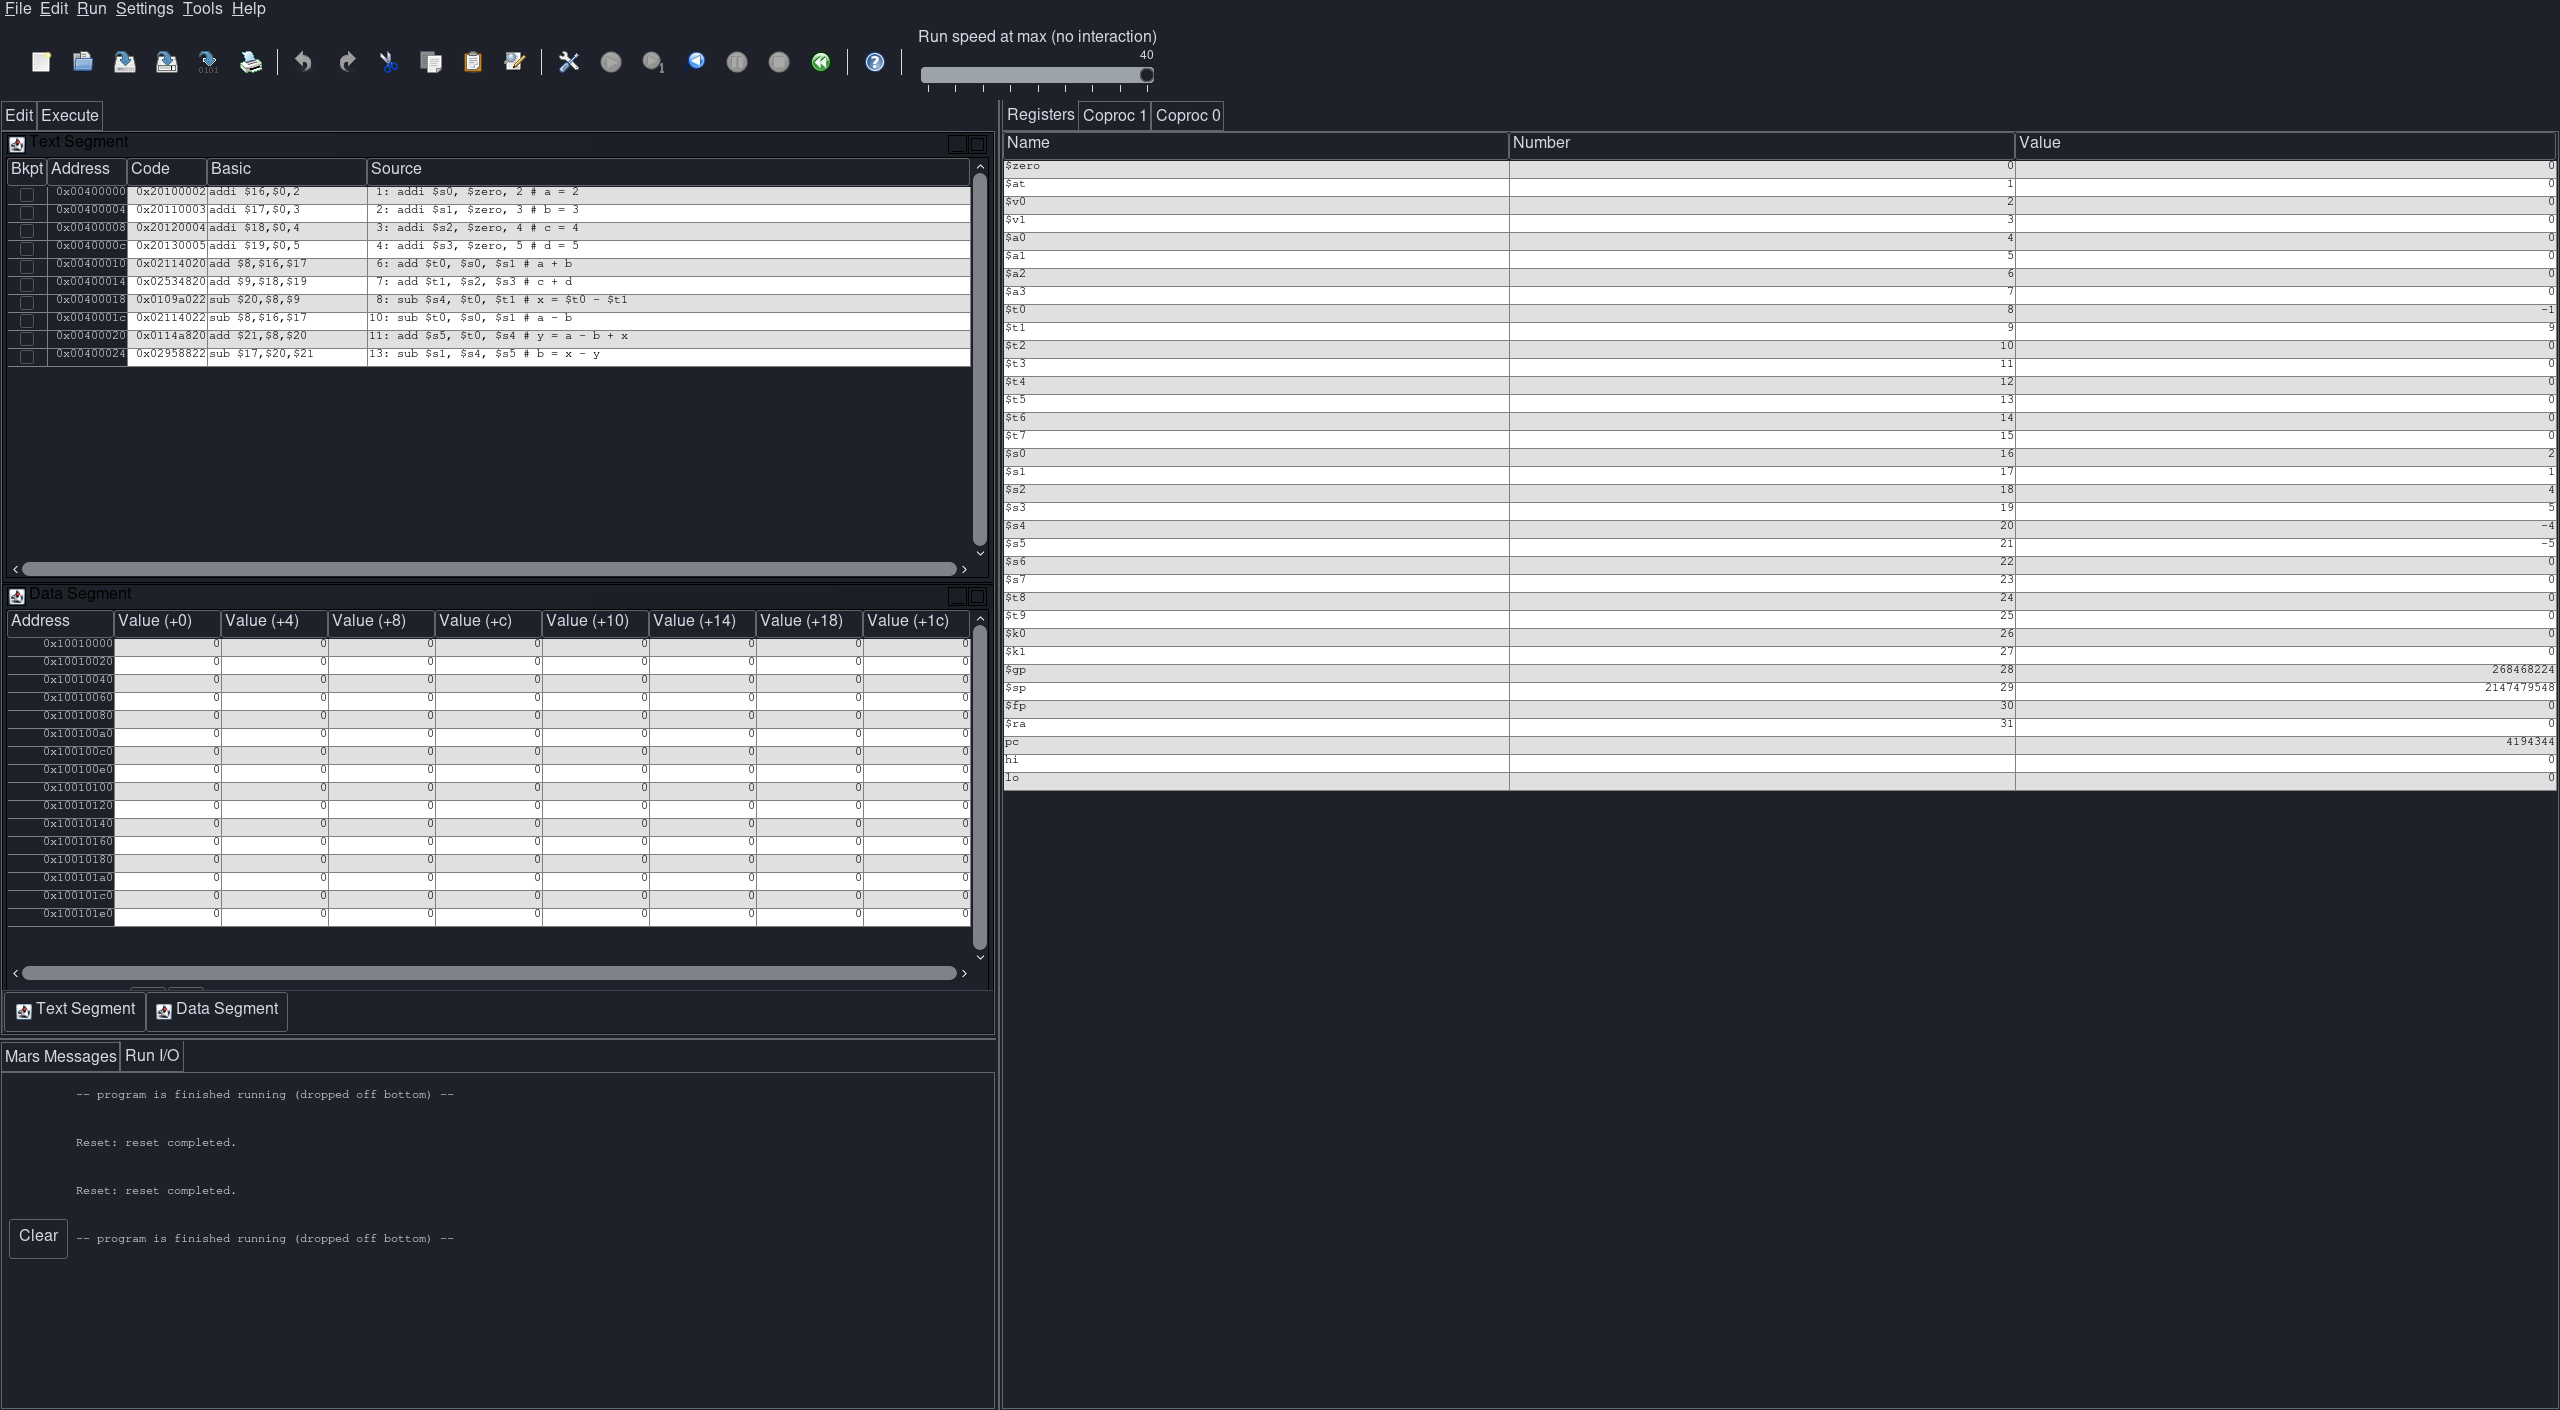 File Edit Run Settings Tools Help
Run speed at max (no interaction)
40
0101
1
Edit Execute
Text Segment
Bkpt Address Code Basic Source
0x00400000 0x20100002 addi $16,$0,2 1: addi $s0, $zero, 2 # a = 2
0x00400004 0x20110003 addi $17,$0,3 2: addi $s1, $zero, 3 # b = 3
0x00400008 0x20120004 addi $18,$0,4 3: addi $s2, $zero, 4 # c = 4
0x0040000c 0x20130005 addi $19,$0,5 4: addi $s3, $zero, 5 # d = 5
0x00400010 0x02114020 add $8,$16,$17 6: add $t0, $s0, $s1 # a + b
0x00400014 0x02534820 add $9,$18,$19 7: add $t1, $s2, $s3 # c + d
0x00400018 0x0109a022 sub $20,$8,$9 8: sub $s4, $t0, $t1 # x = $t0 - $t1
0x0040001c 0x02114022 sub $8,$16,$17 10: sub $t0, $s0, $s1 # a - b
0x00400020 0x0114a820 add $21,$8,$20 11: add $s5, $t0, $s4 # y = a - b + x
0x00400024 0x02958822 sub $17,$20,$21 13: sub $s1, $s4, $s5 # b = x - y
Data Segment
Address Value (+0) Value (+4) Value (+8) Value (+c) Value (+10) Value (+14) Value (+18) Value (+1c)
0x10010000 0 0 0 0 0 0 0 0
0x10010020 0 0 0 0 0 0 0 0
0x10010040 0 0 0 0 0 0 0 0
0x10010060 0 0 0 0 0 0 0 0
0x10010080 0 0 0 0 0 0 0 0
0x100100a0 0 0 0 0 0 0 0 0
0x100100c0 0 0 0 0 0 0 0 0
0x100100e0 0 0 0 0 0 0 0 0
0x10010100 0 0 0 0 0 0 0 0
0x10010120 0 0 0 0 0 0 0 0
0x10010140 0 0 0 0 0 0 0 0
0x10010160 0 0 0 0 0 0 0 0
0x10010180 0 0 0 0 0 0 0 0
0x100101a0 0 0 0 0 0 0 0 0
0x100101c0 0 0 0 0 0 0 0 0
0x100101e0 0 0 0 0 0 0 0 0
Text Segment Data Segment
Mars Messages Run I/O
-- program is finished running (dropped off bottom) --
Reset: reset completed.
Reset: reset completed.
Clear
-- program is finished running (dropped off bottom) --
Registers Coproc 1 Coproc 0
Name Number Value
$zero 0 0
$at 1 0
$v0 2 0
$v1 3 0
$a0 4 0
$a1 5 0
$a2 6 0
$a3 7 0
$t0 8 -1
$t1 9 9
$t2 10 0
$t3 11 0
$t4 12 0
$t5 13 0
$t6 14 0
$t7 15 0
$s0 16 2
$s1 17 1
$s2 18 4
$s3 19 5
$s4 20 -4
$s5 21 -5
$s6 22 0
$s7 23 0
$t8 24 0
$t9 25 0
$k0 26 0
$k1 27 0
$gp 28 268468224
$sp 29 2147479548
$fp 30 0
$ra 31 0
pc 4194344
hi 0
lo 0